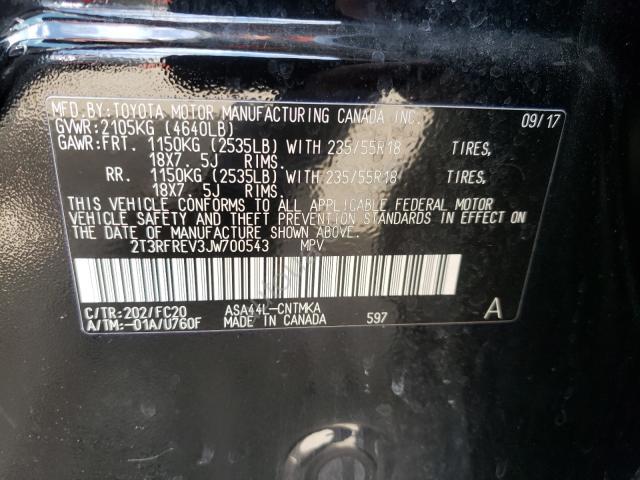 MFD. BY: TOYOTA MOTOR MANUFACTURING CANADA INC. 09/17
GVWR: 2105KG (4640LB)
GAWR: FRT. 1150KG (2535LB) WITH 235/55R18 TIRES,
18X7. 5J RIMS.
RR. 1150KG (2535LB) WITH 235/55R18 TIRES,
18X7. 5J RIMS.
THIS VEHICLE CONFORMS TO ALL APPLICABLE FEDERAL MOTOR
VEHICLE SAFETY AND THEFT PREVENTION STANDARDS IN EFFECT ON
THE DATE OF MANUFACTURE SHOWN ABOVE.
2T3RFREV3JW700543 MPV
C/TR: 202/FC20 ASA44L-CNTMKA A
A/TM: -01A/U760F MADE IN CANADA 597